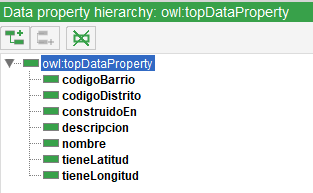 Data property hierarchy: owl:topDataProperty
owl:topDataProperty
codigoBarrio
codigoDistrito
construidoEn
descripcion
nombre
tieneLatitud
tieneLongitud